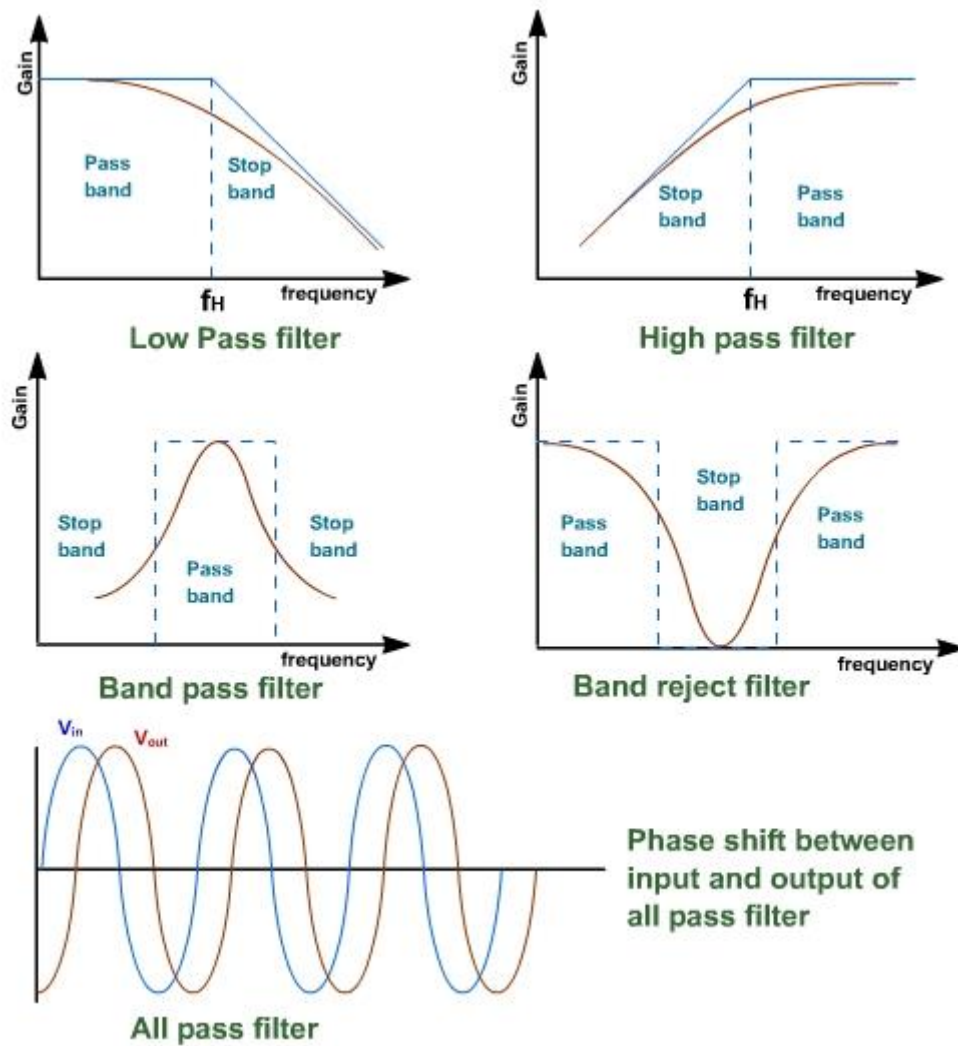 Gain
Pass
band
Stop
band
fH
frequency
Low Pass filter
Gain
Stop
band
Pass
band
fH
frequency
High pass filter
Gain
Stop
band
Pass
band
Stop
band
frequency
Band pass filter
Gain
Pass
band
Stop
band
Pass
band
frequency
Band reject filter
Vin
Vout
All pass filter
Phase shift between
input and output of
all pass filter